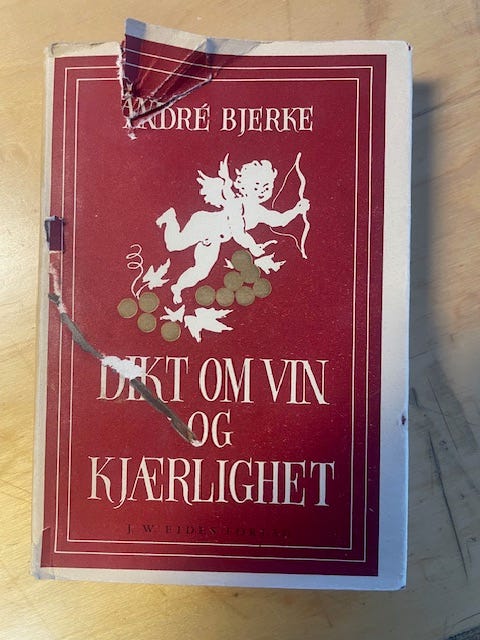 ANDRÉ BJERKE
DIKT OM VIN
OG
KJÆRLIGHET
J. W. EIDES FORLAG